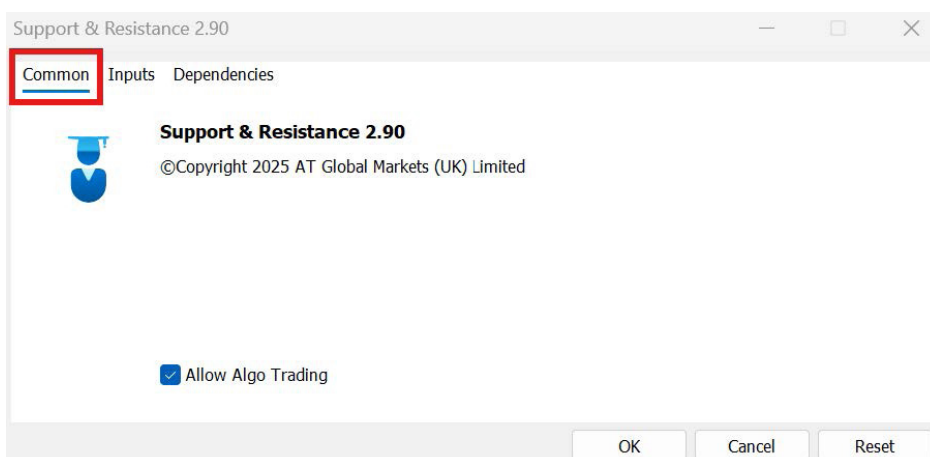 Support & Resistance 2.90
Common Inputs Dependencies
Support & Resistance 2.90
©Copyright 2025 AT Global Markets (UK) Limited
Allow Algo Trading
OK Cancel Reset